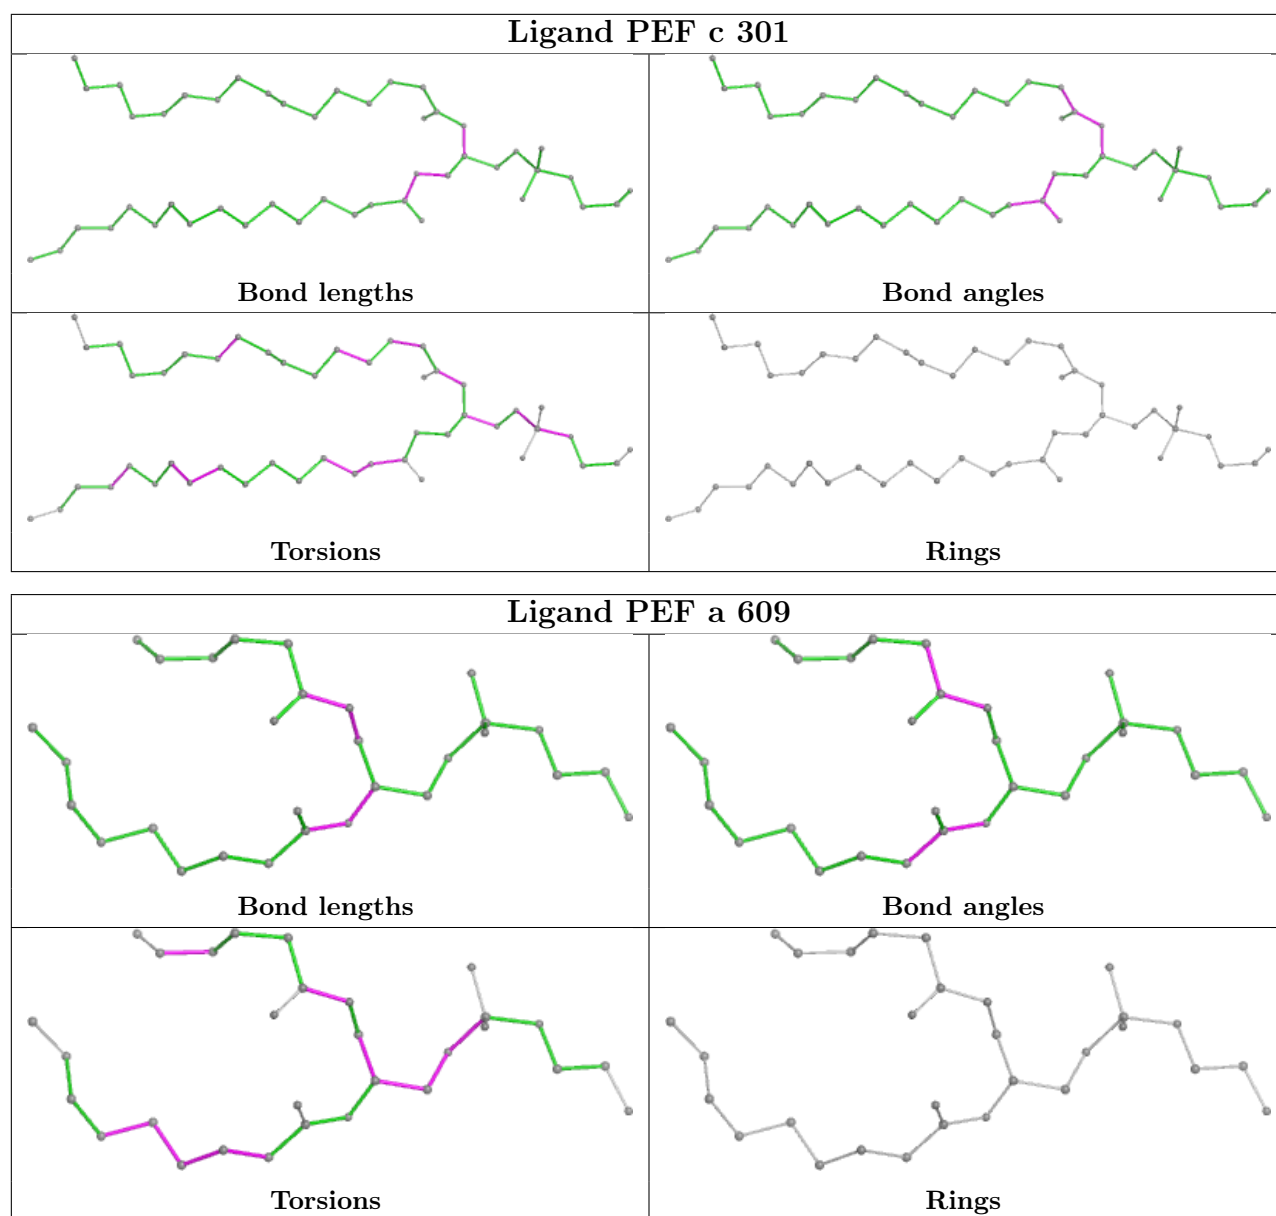 Ligand PEF c 301
Bond lengths
Bond angles
Torsions
Rings
Ligand PEF a 609
Bond lengths
Bond angles
Torsions
Rings